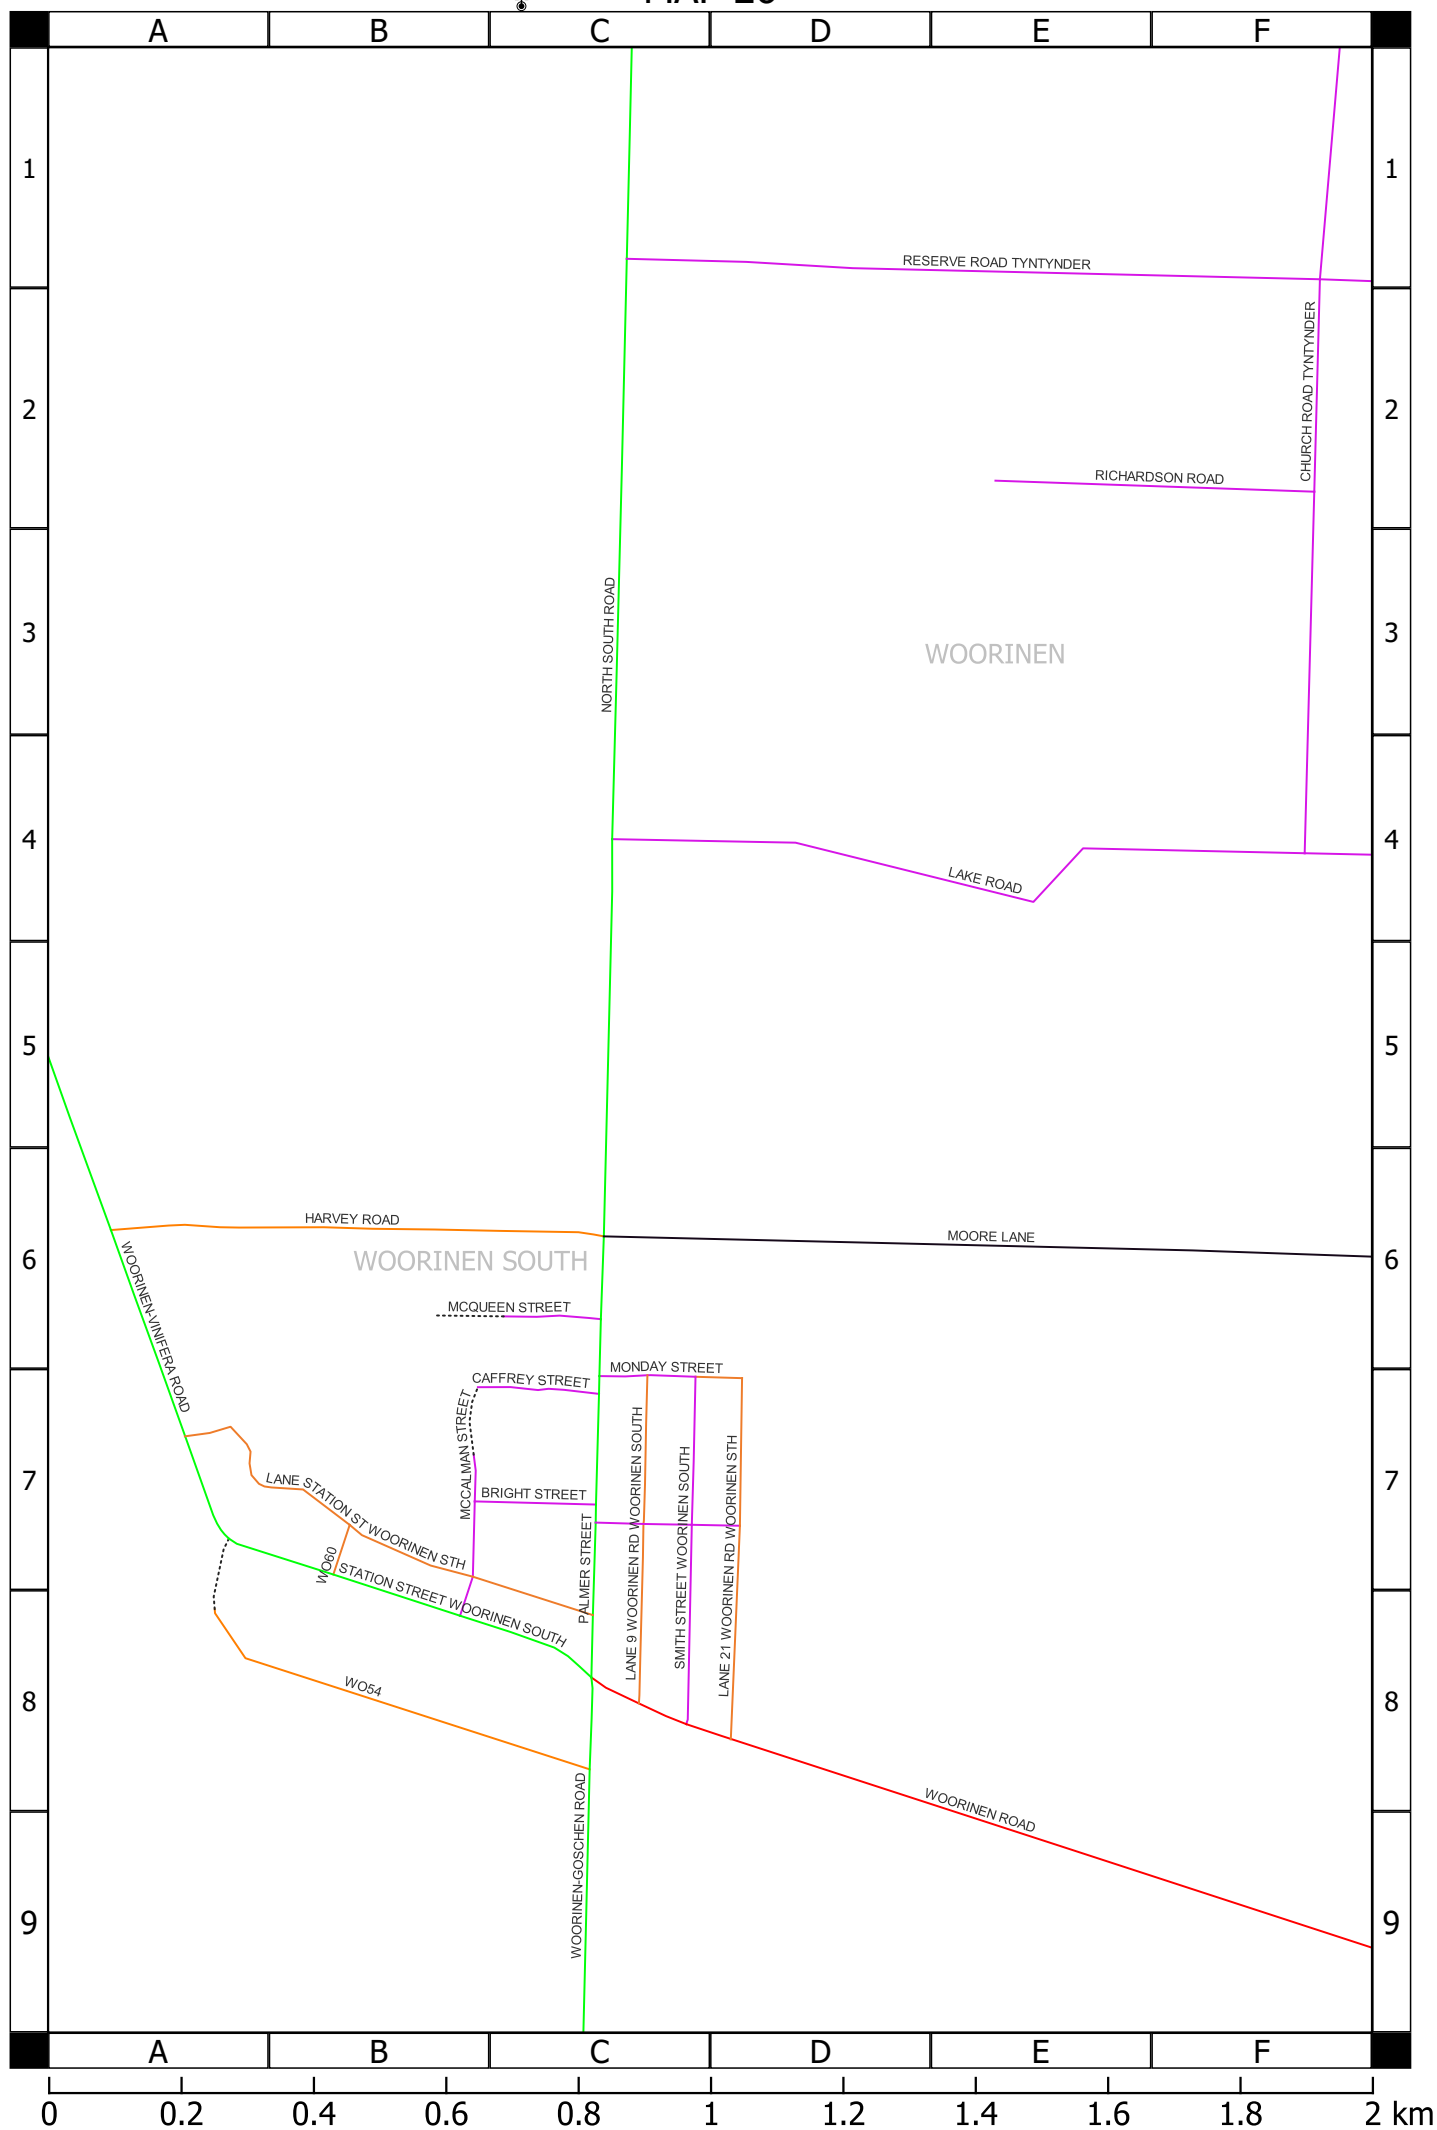 A B C D E F
1 1
RESERVE ROAD TYNTYNDER
CHURCH ROAD TYNTYNDER
2 2
RICHARDSON ROAD
NORTH SOUTH ROAD
3 3
WOORINEN
4 4
LAKE ROAD
5 5
HARVEY ROAD
MOORE LANE
WOORINEN SOUTH
6 6
WOORINEN-VINIFERA ROAD
MCQUEEN STREET
MONDAY STREET
CAFFREY STREET
MCCALMAN STREET
LANE STATION ST WOORINEN STH
7 7
BRIGHT STREET
PALMER STREET
LANE 9 WOORINEN RD WOORINEN SOUTH
SMITH STREET WOORINEN SOUTH
LANE 21 WOORINEN RD WOORINEN STH
WO60
STATION STREET WOORINEN SOUTH
WO54
8 8
WOORINEN-GOSCHEN ROAD
WOORINEN ROAD
9 9
A B C D E F
0 0.2 0.4 0.6 0.8 1 1.2 1.4 1.6 1.8 2 km